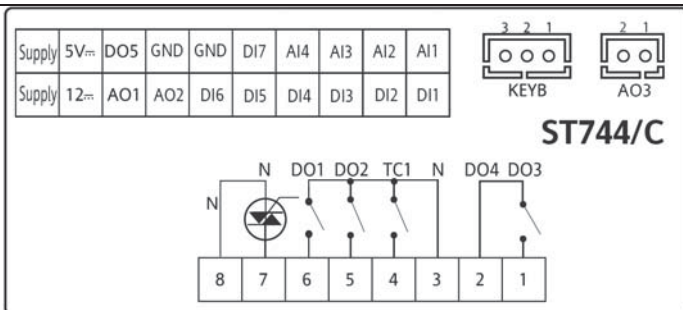 3 2 1 2 1
Supply 5V⎓ DO5 GND GND DI7 AI4 AI3 AI2 AI1
Supply 12⎓ AO1 AO2 DI6 DI5 DI4 DI3 DI2 DI1
KEYB AO3
ST744/C
N DO1 DO2 TC1 N DO4 DO3
N
8 7 6 5 4 3 2 1